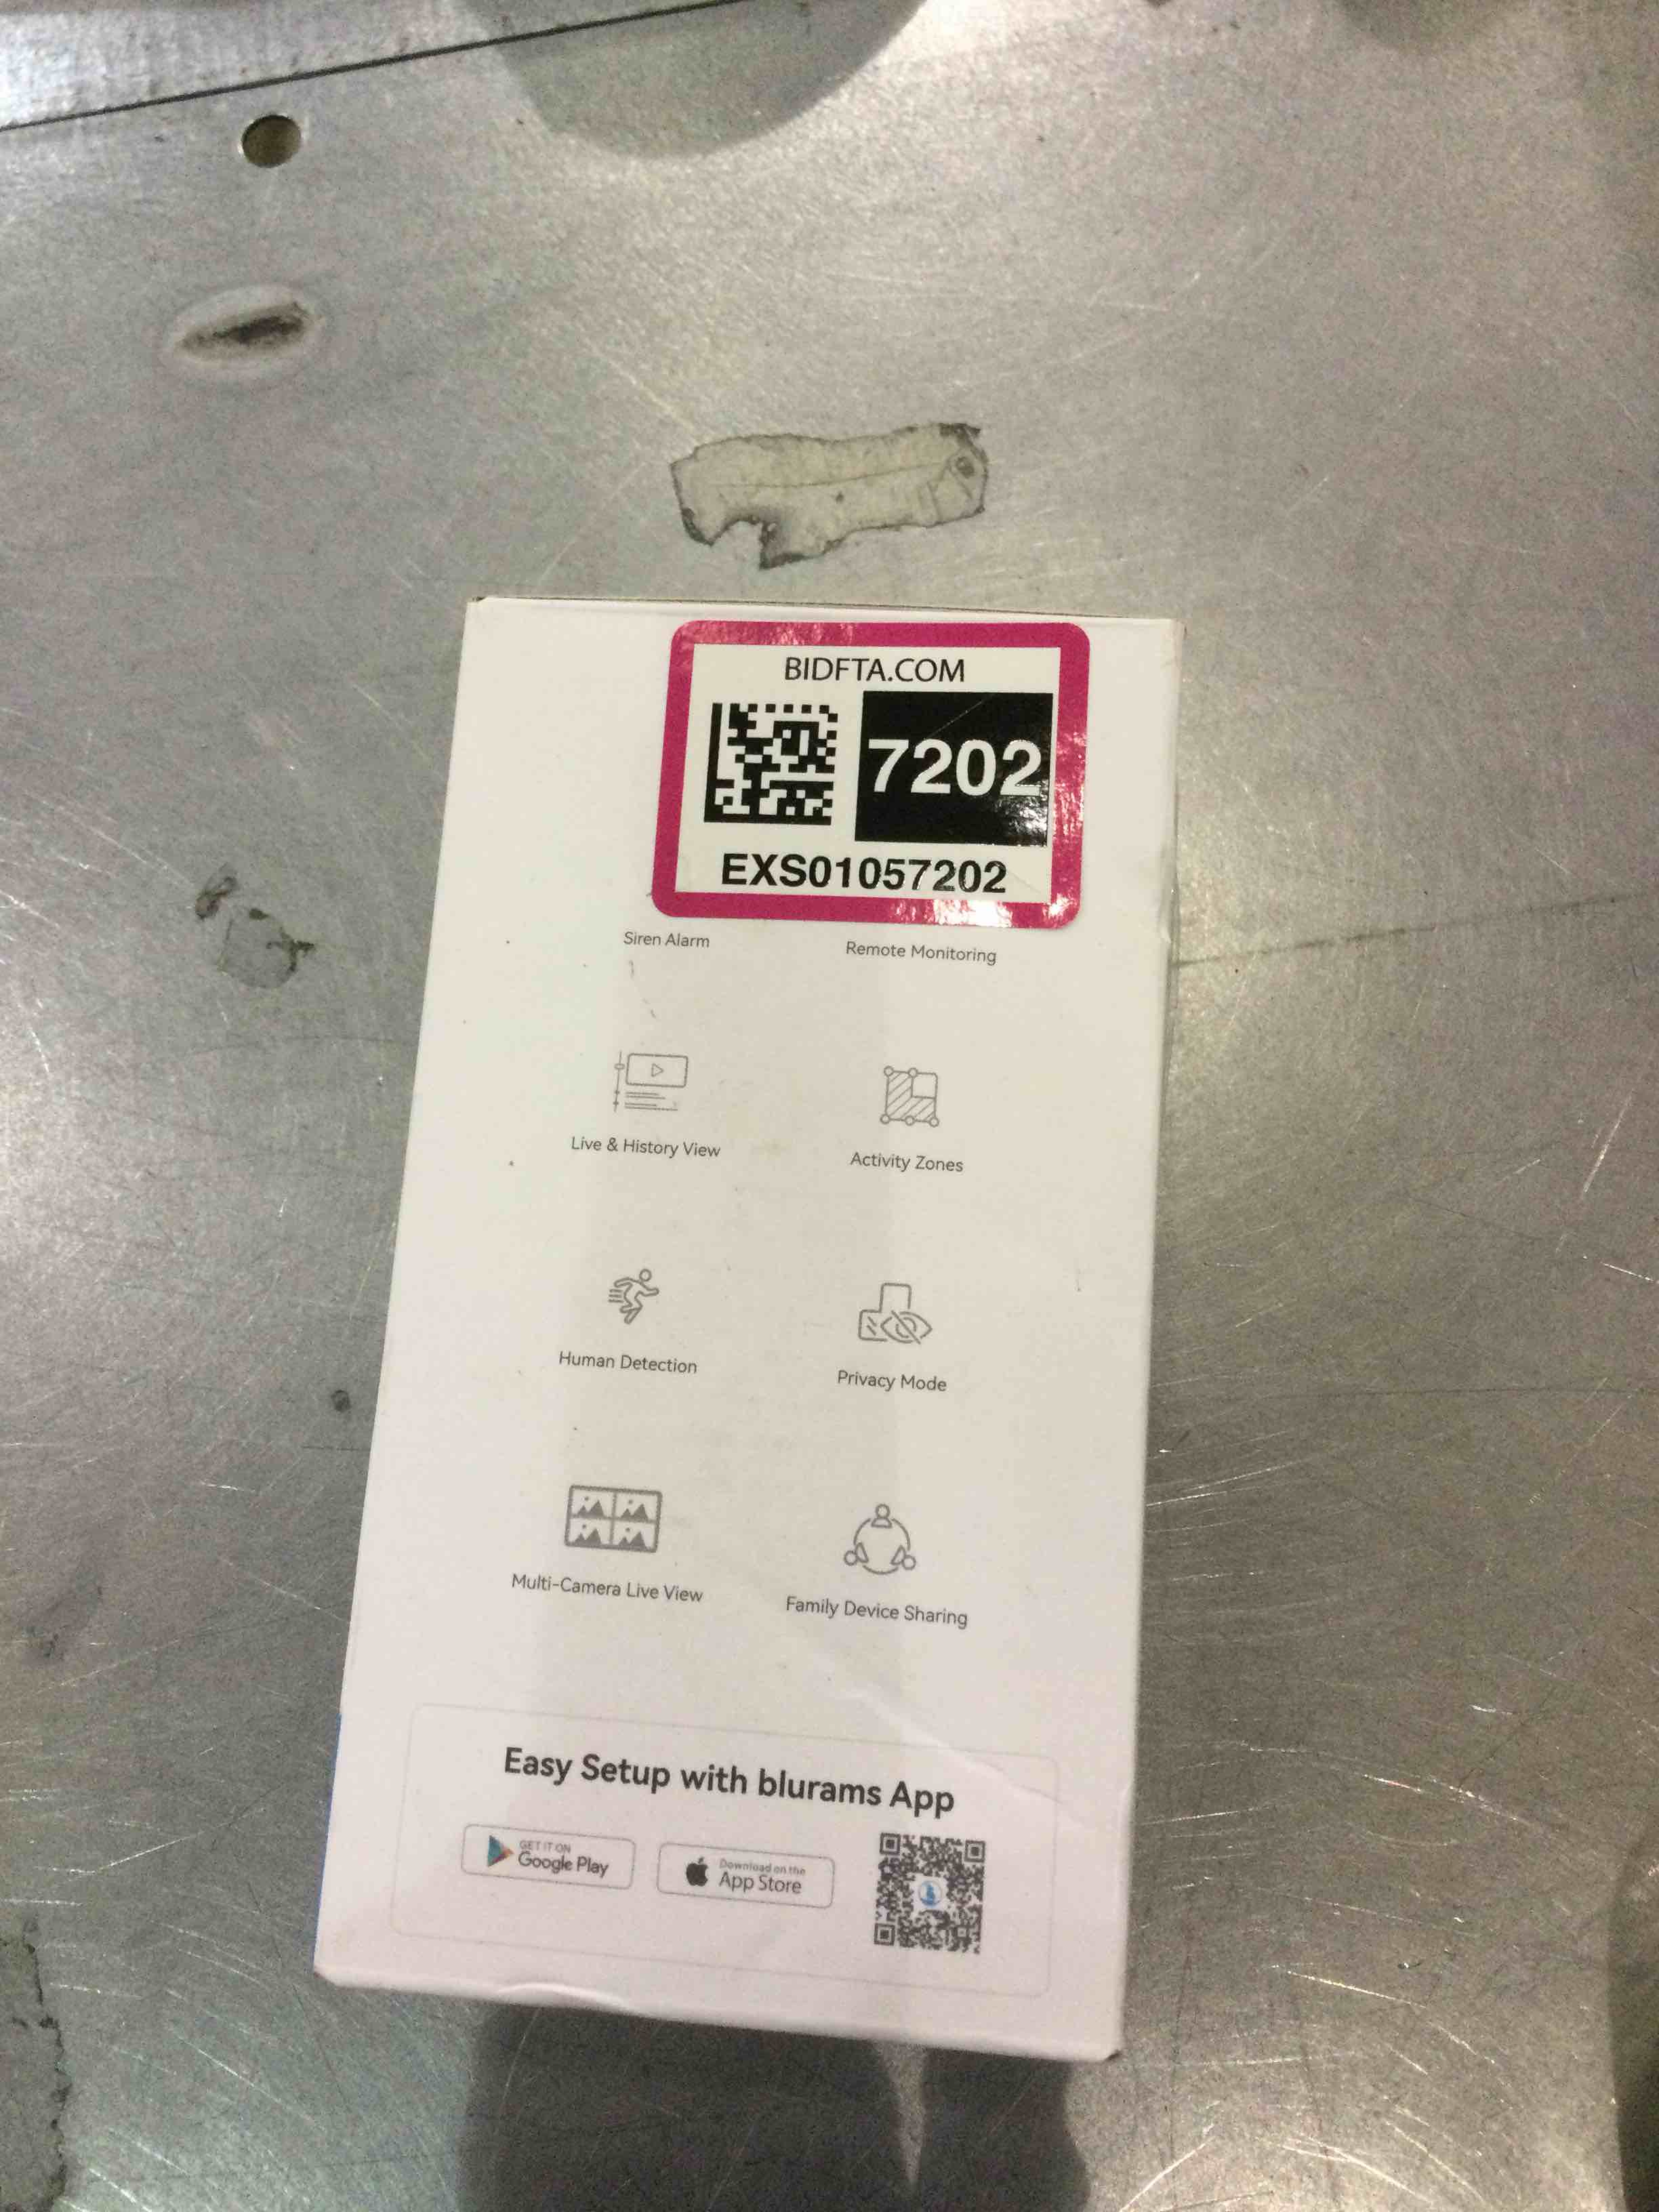 BIDFTA.COM
7202
EXS01057202
Siren Alarm
Remote Monitoring
Live & History View
Activity Zones
Human Detection
Privacy Mode
Multi-Camera Live View
Family Device Sharing
Easy Setup with blurams App
GET IT ON
Google Play
Download on the
App Store